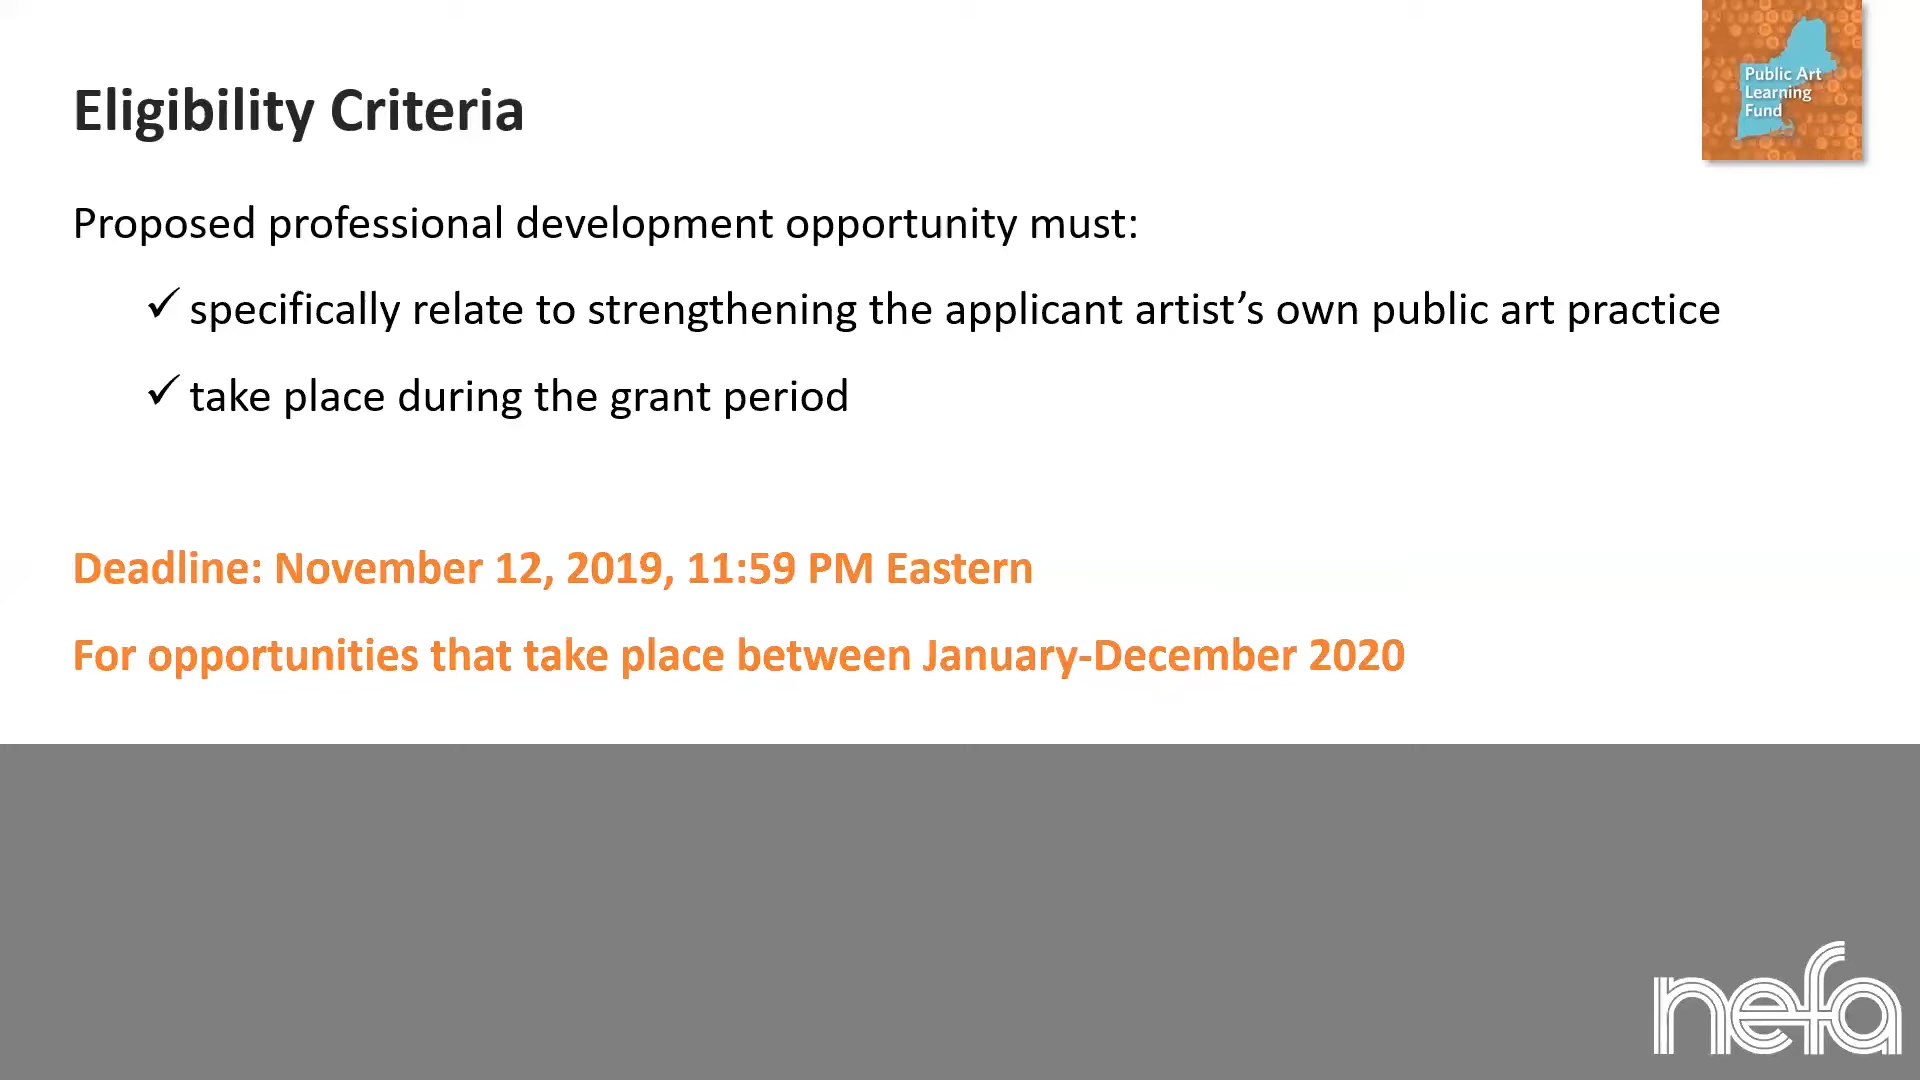 Public Art
Learning
Fund
Eligibility Criteria
Proposed professional development opportunity must:
✓ specifically relate to strengthening the applicant artist’s own public art practice
✓ take place during the grant period
Deadline: November 12, 2019, 11:59 PM Eastern
For opportunities that take place between January-December 2020
nefa